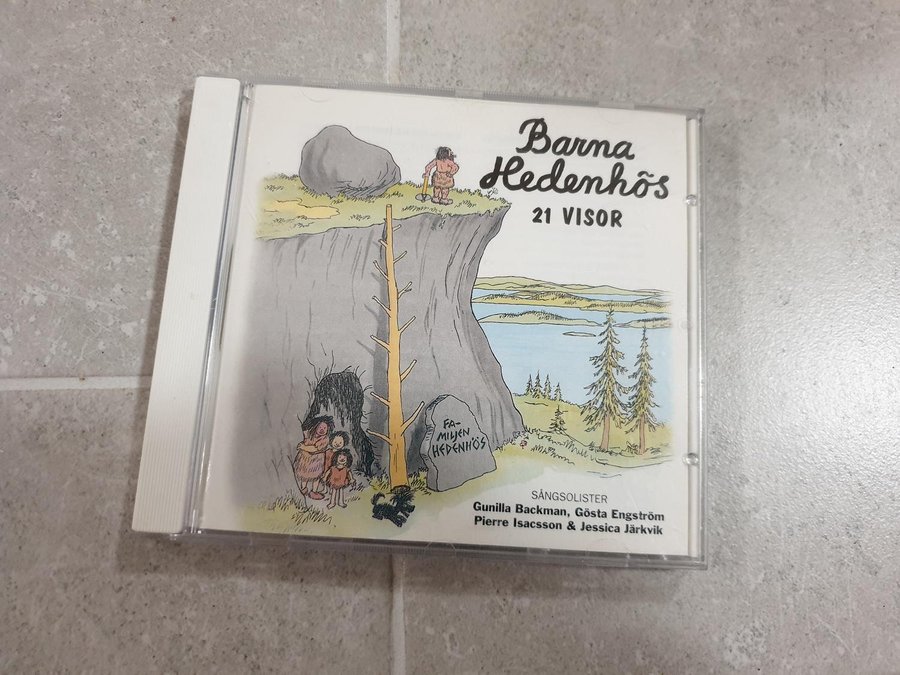 Barna
Hedenhös
21 VISOR
FA-
MILJEN
HEDENHÖS
SÅNGSOLISTER
Gunilla Backman, Gösta Engström
Pierre Isacsson & Jessica Järkvik